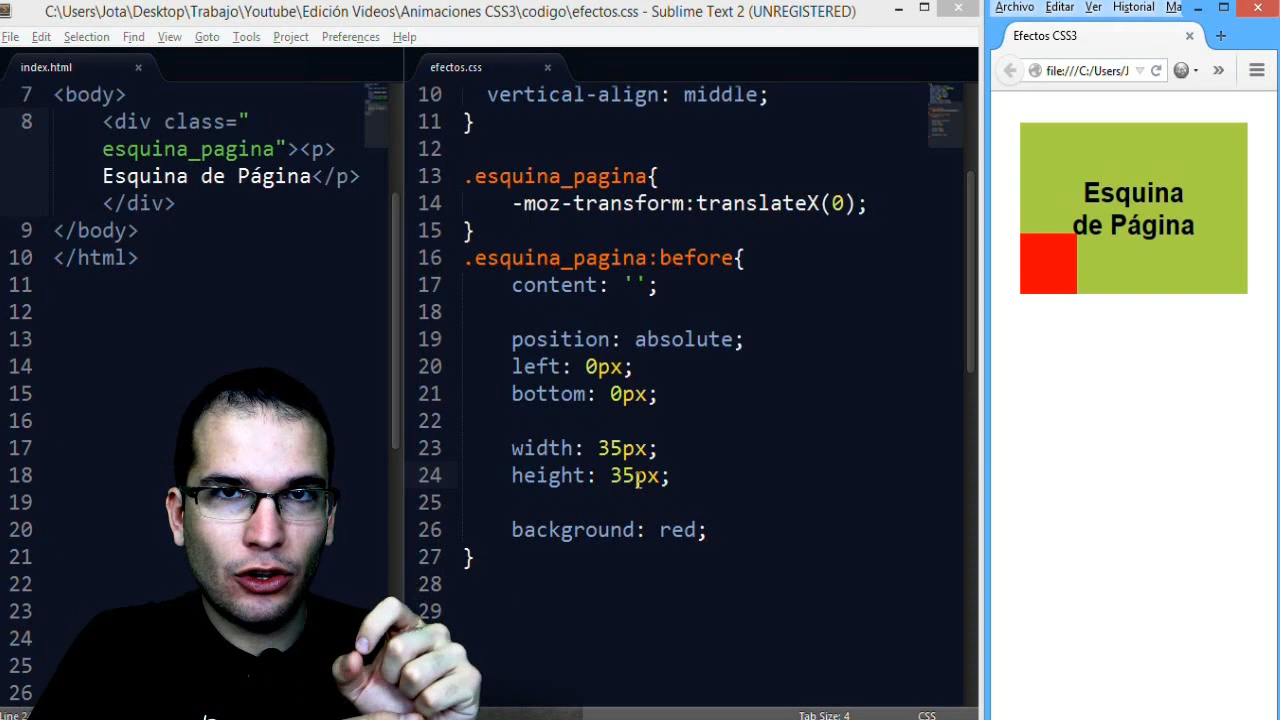 C:\Users\Jota\Desktop\Trabajo\Youtube\Edición Videos\Animaciones CSS3\codigo\efectos.css - Sublime Text 2 (UNREGISTERED)
File Edit Selection Find View Goto Tools Project Preferences Help
index.html
7 <body>
8 <div class="
esquina_pagina"><p>
Esquina de Página</p>
</div>
9 </body>
10 </html>
11
12
13
14
15
16
17
18
19
20
21
22
23
24
25
26
efectos.css
10 vertical-align: middle;
11 }
12
13 .esquina_pagina{
14 -moz-transform:translateX(0);
15 }
16 .esquina_pagina:before{
17 content: '';
18
19 position: absolute;
20 left: 0px;
21 bottom: 0px;
22
23 width: 35px;
24 height: 35px;
25
26 background: red;
27 }
28
29
Tab Size: 4 CSS
Archivo Editar Ver Historial
Efectos CSS3
file:///C:/Users/J
Esquina
de Página